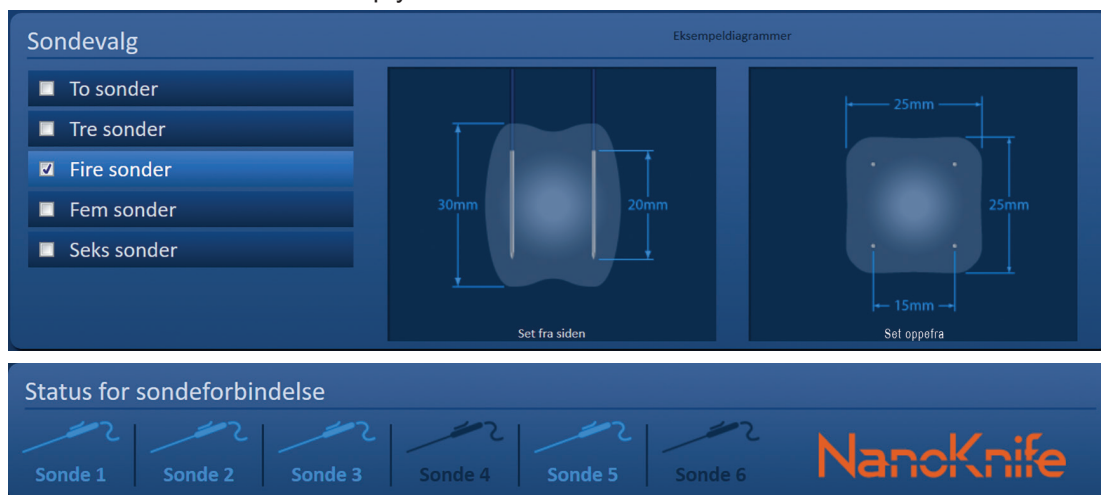 Sondevalg
Eksempeldiagrammer
To sonder
Tre sonder
Fire sonder
Fem sonder
Seks sonder
30mm
20mm
Set fra siden
25mm
25mm
15mm
Set oppefra
Status for sondeforbindelse
Sonde 1
Sonde 2
Sonde 3
Sonde 4
Sonde 5
Sonde 6
NanoKnife